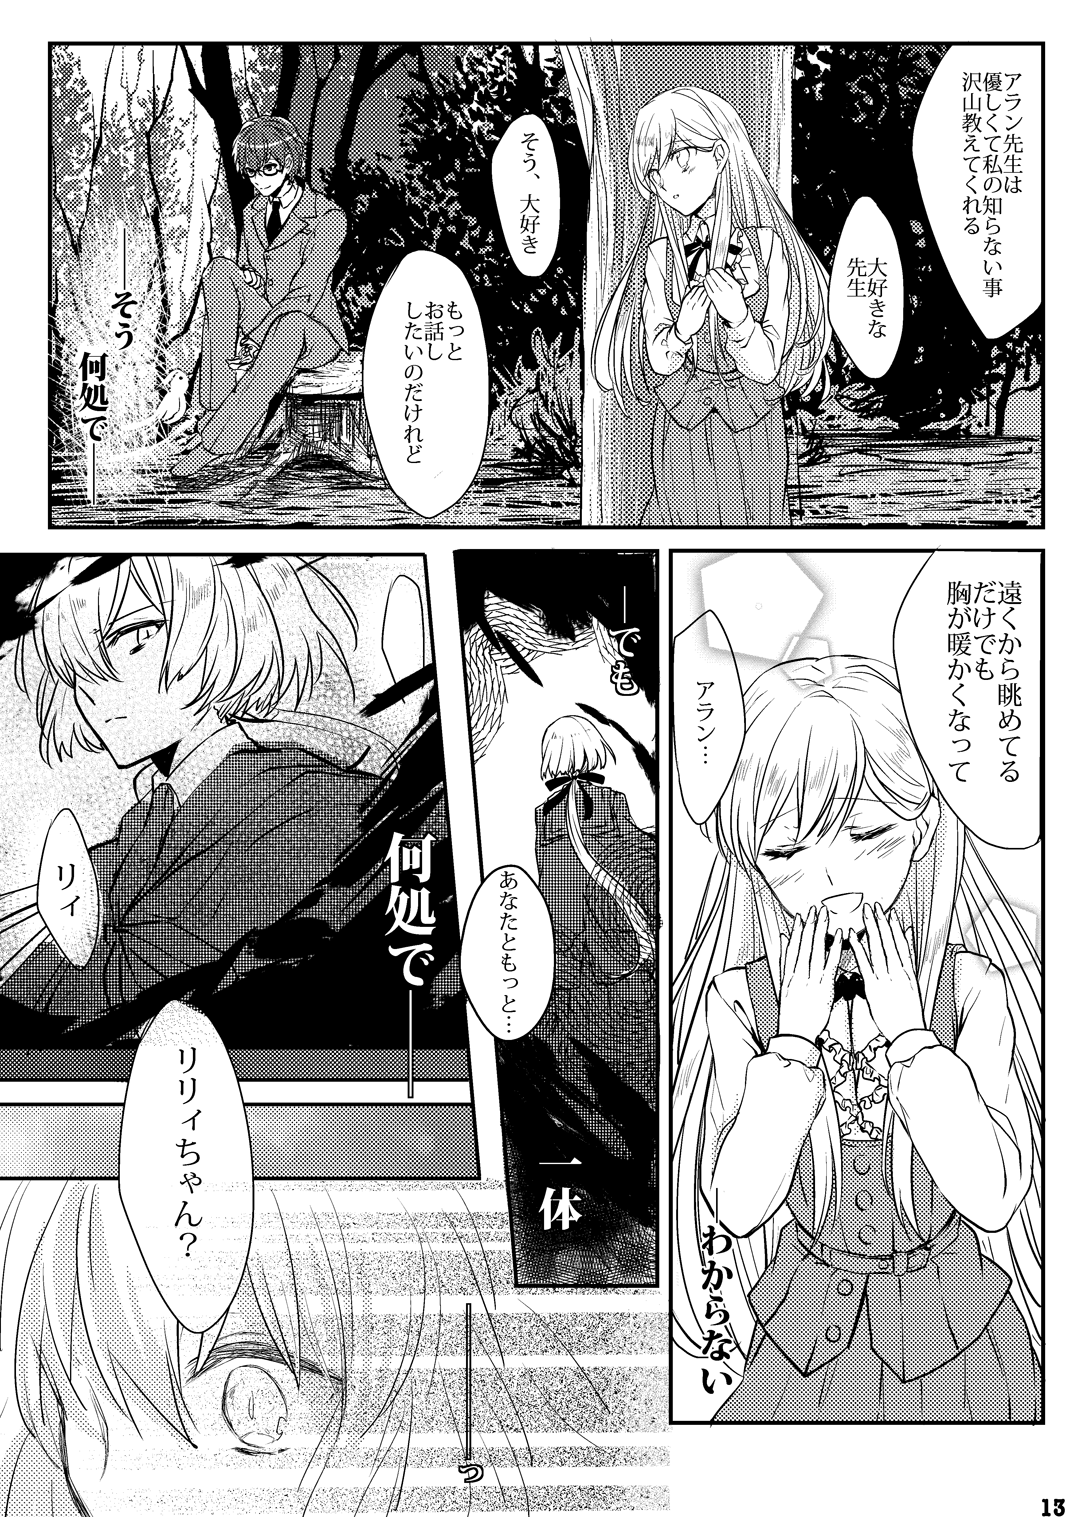 アラン先生は
優しくて私の知らない事
沢山教えてくれる
大好きな
先生
そう、大好き
もっと
お話し
したいのだけれど
――そう
何処で――
遠くから眺めてる
だけでも
胸が暖かくなって
アラン…
――わからない
――でも
あなたともっと…
一体
何処で――
リィ
リリィちゃん？
――っ
13